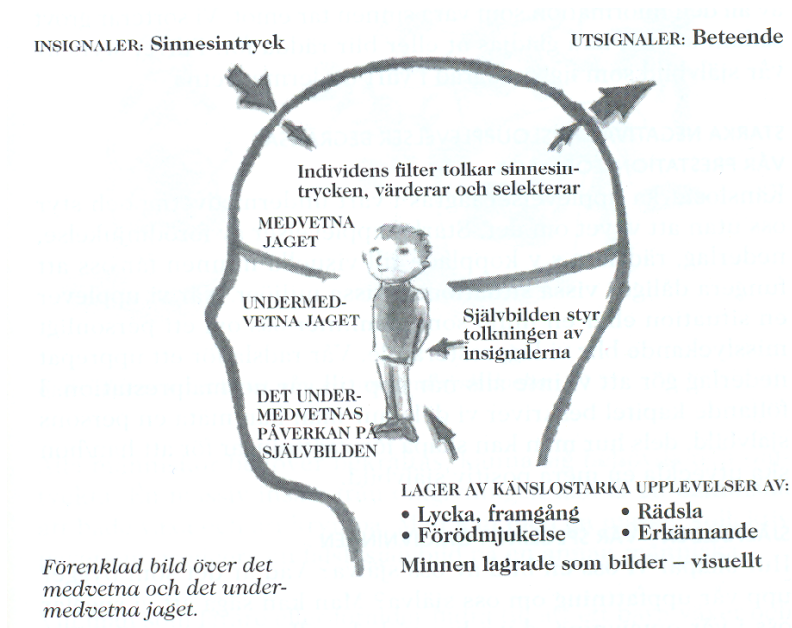 INSIGNALER: Sinnesintryck
UTSIGNALER: Beteende
Individens filter tolkar sinnesin-
trycken, värderar och selekterar
MEDVETNA
JAGET
UNDERMED-
VETNA JAGET
Självbilden styr
tolkningen av
insignalerna
DET UNDER-
MEDVETNAS
PÅVERKAN PÅ
SJÄLVBILDEN
LAGER AV KÄNSLOSTARKA UPPLEVELSER AV:
• Lycka, framgång
• Rädsla
• Förödmjukelse
• Erkännande
Minnen lagrade som bilder – visuellt
Förenklad bild över det
medvetna och det under-
medvetna jaget.